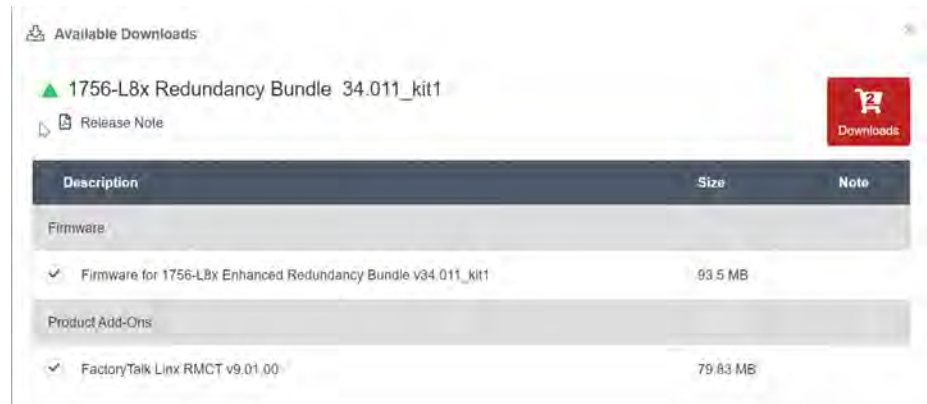 Available Downloads
1756-L8x Redundancy Bundle 34.011_kit1
Release Note
2
Downloads
Description Size Note
Firmware
Firmware for 1756-L8x Enhanced Redundancy Bundle v34.011_kit1 93.5 MB
Product Add-Ons
FactoryTalk Linx RMCT v9.01.00 79.83 MB